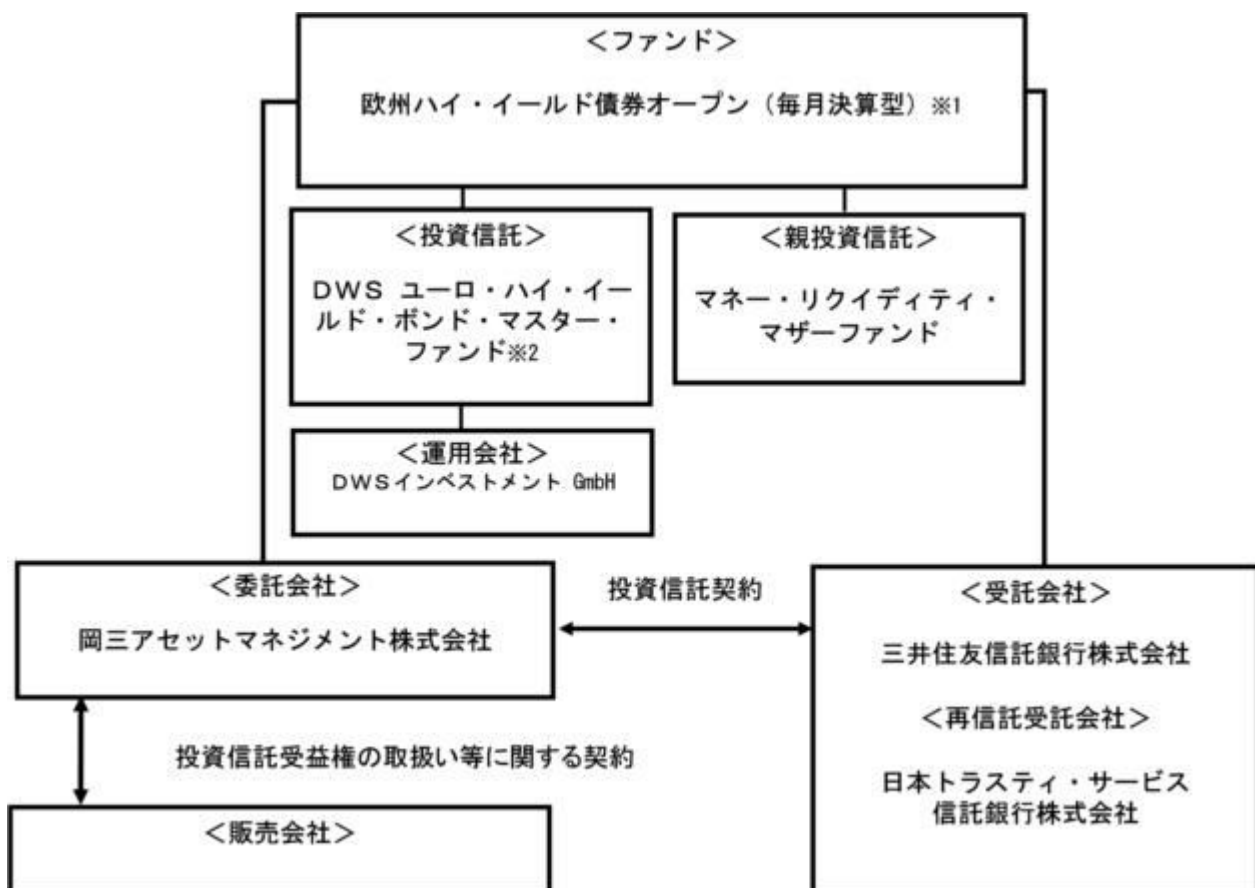 ＜ファンド＞
欧州ハイ・イールド債券オープン（毎月決算型）※1
＜投資信託＞
ＤＷＳ ユーロ・ハイ・イー
ルド・ボンド・マスター・
ファンド※2
＜親投資信託＞
マネー・リクイディティ・
マザーファンド
＜運用会社＞
ＤＷＳインベストメント GmbH
＜委託会社＞
岡三アセットマネジメント株式会社
投資信託契約
＜受託会社＞
三井住友信託銀行株式会社
＜再信託受託会社＞
日本トラスティ・サービス
信託銀行株式会社
投資信託受益権の取扱い等に関する契約
＜販売会社＞